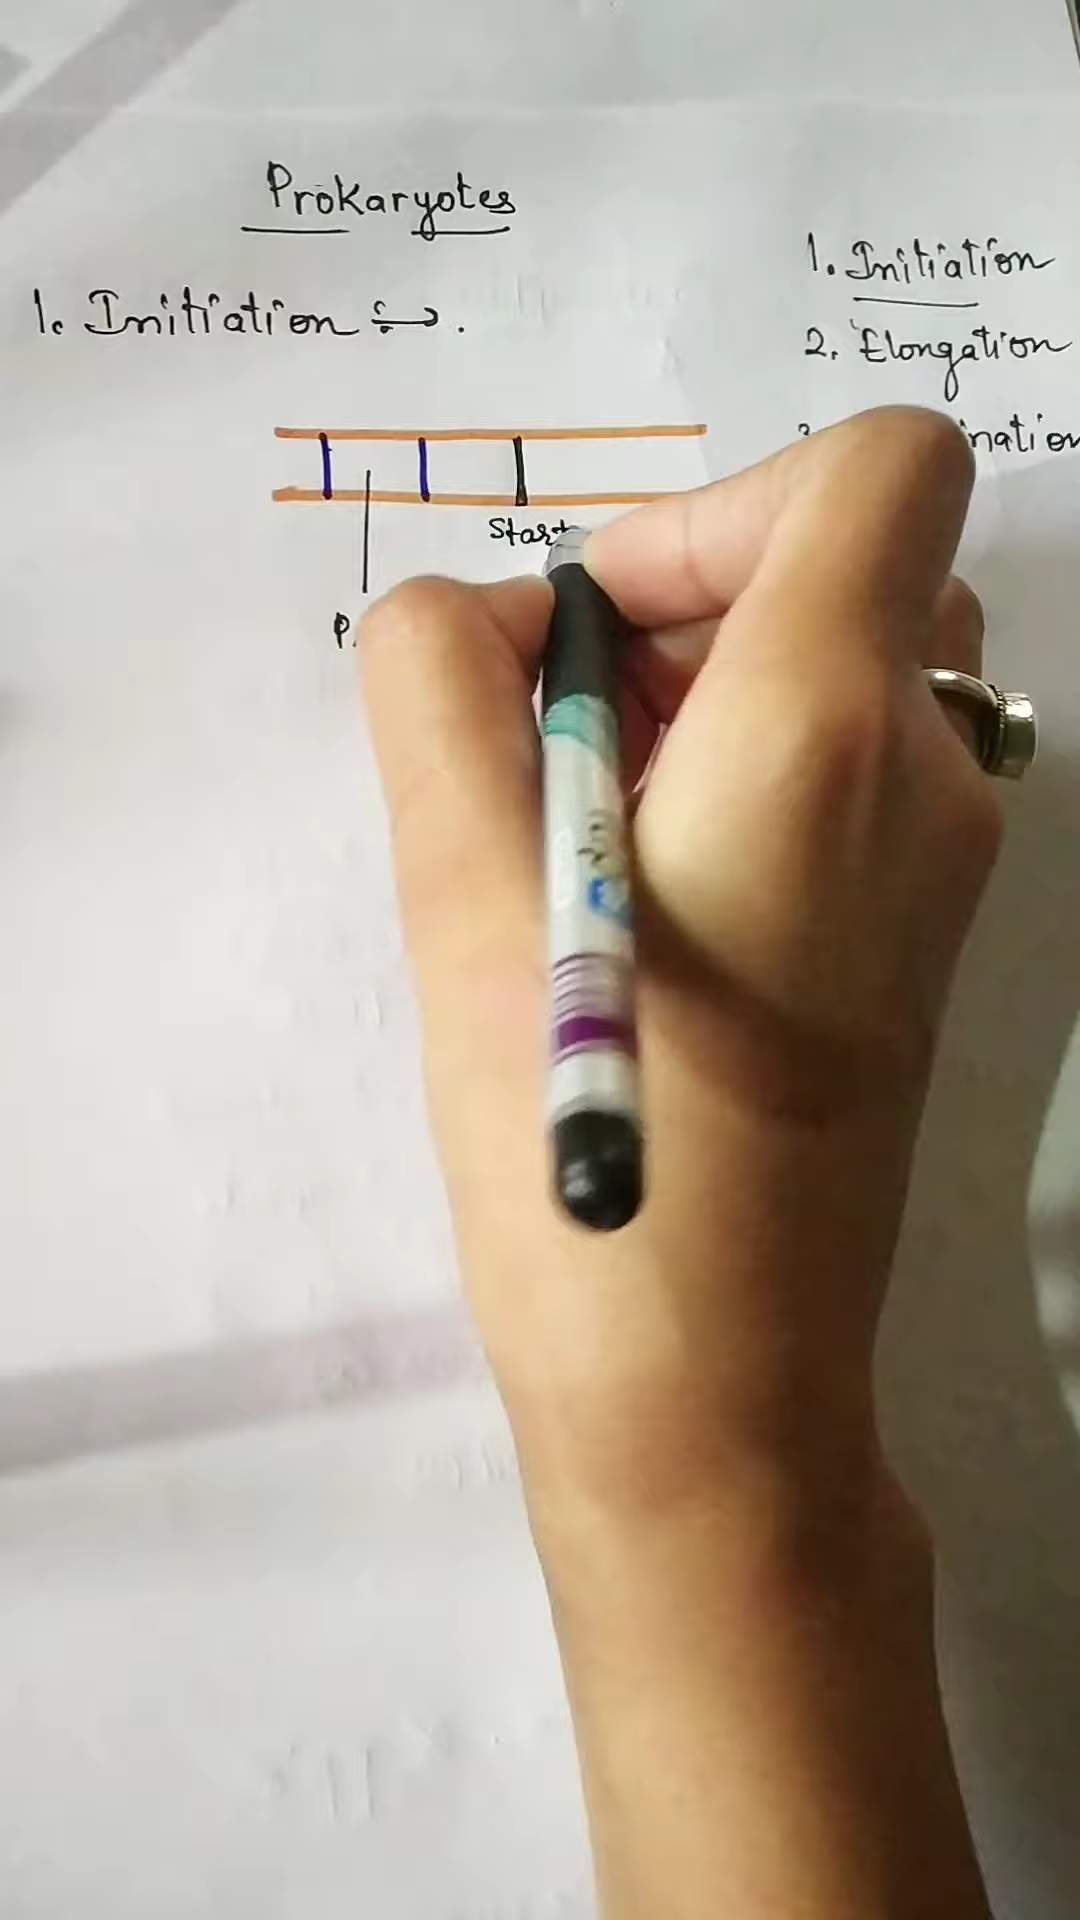 Prokaryotes
1. Initiation
1. Initiation
2. Elongation
Start
P